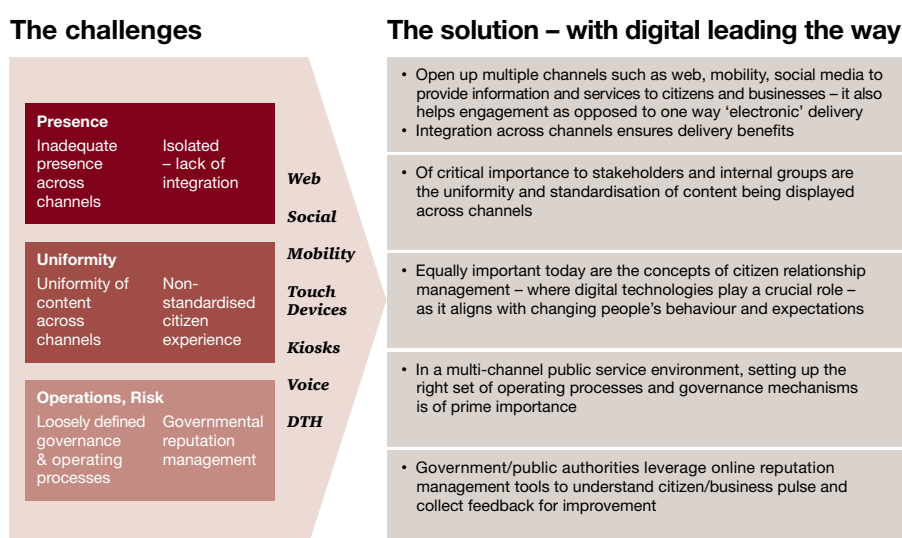 The challenges
Presence
Inadequate
presence
across
channels
Isolated
– lack of
integration
Uniformity
Uniformity of
content
across
channels
Non-
standardised
citizen
experience
Operations, Risk
Loosely defined
governance
& operating
processes
Governmental
reputation
management
Web
Social
Mobility
Touch
Devices
Kiosks
Voice
DTH
The solution – with digital leading the way
• Open up multiple channels such as web, mobility, social media to
provide information and services to citizens and businesses – it also
helps engagement as opposed to one way ‘electronic’ delivery
• Integration across channels ensures delivery benefits
• Of critical importance to stakeholders and internal groups are
the uniformity and standardisation of content being displayed
across channels
• Equally important today are the concepts of citizen relationship
management – where digital technologies play a crucial role –
as it aligns with changing people’s behaviour and expectations
• In a multi-channel public service environment, setting up the
right set of operating processes and governance mechanisms
is of prime importance
• Government/public authorities leverage online reputation
management tools to understand citizen/business pulse and
collect feedback for improvement